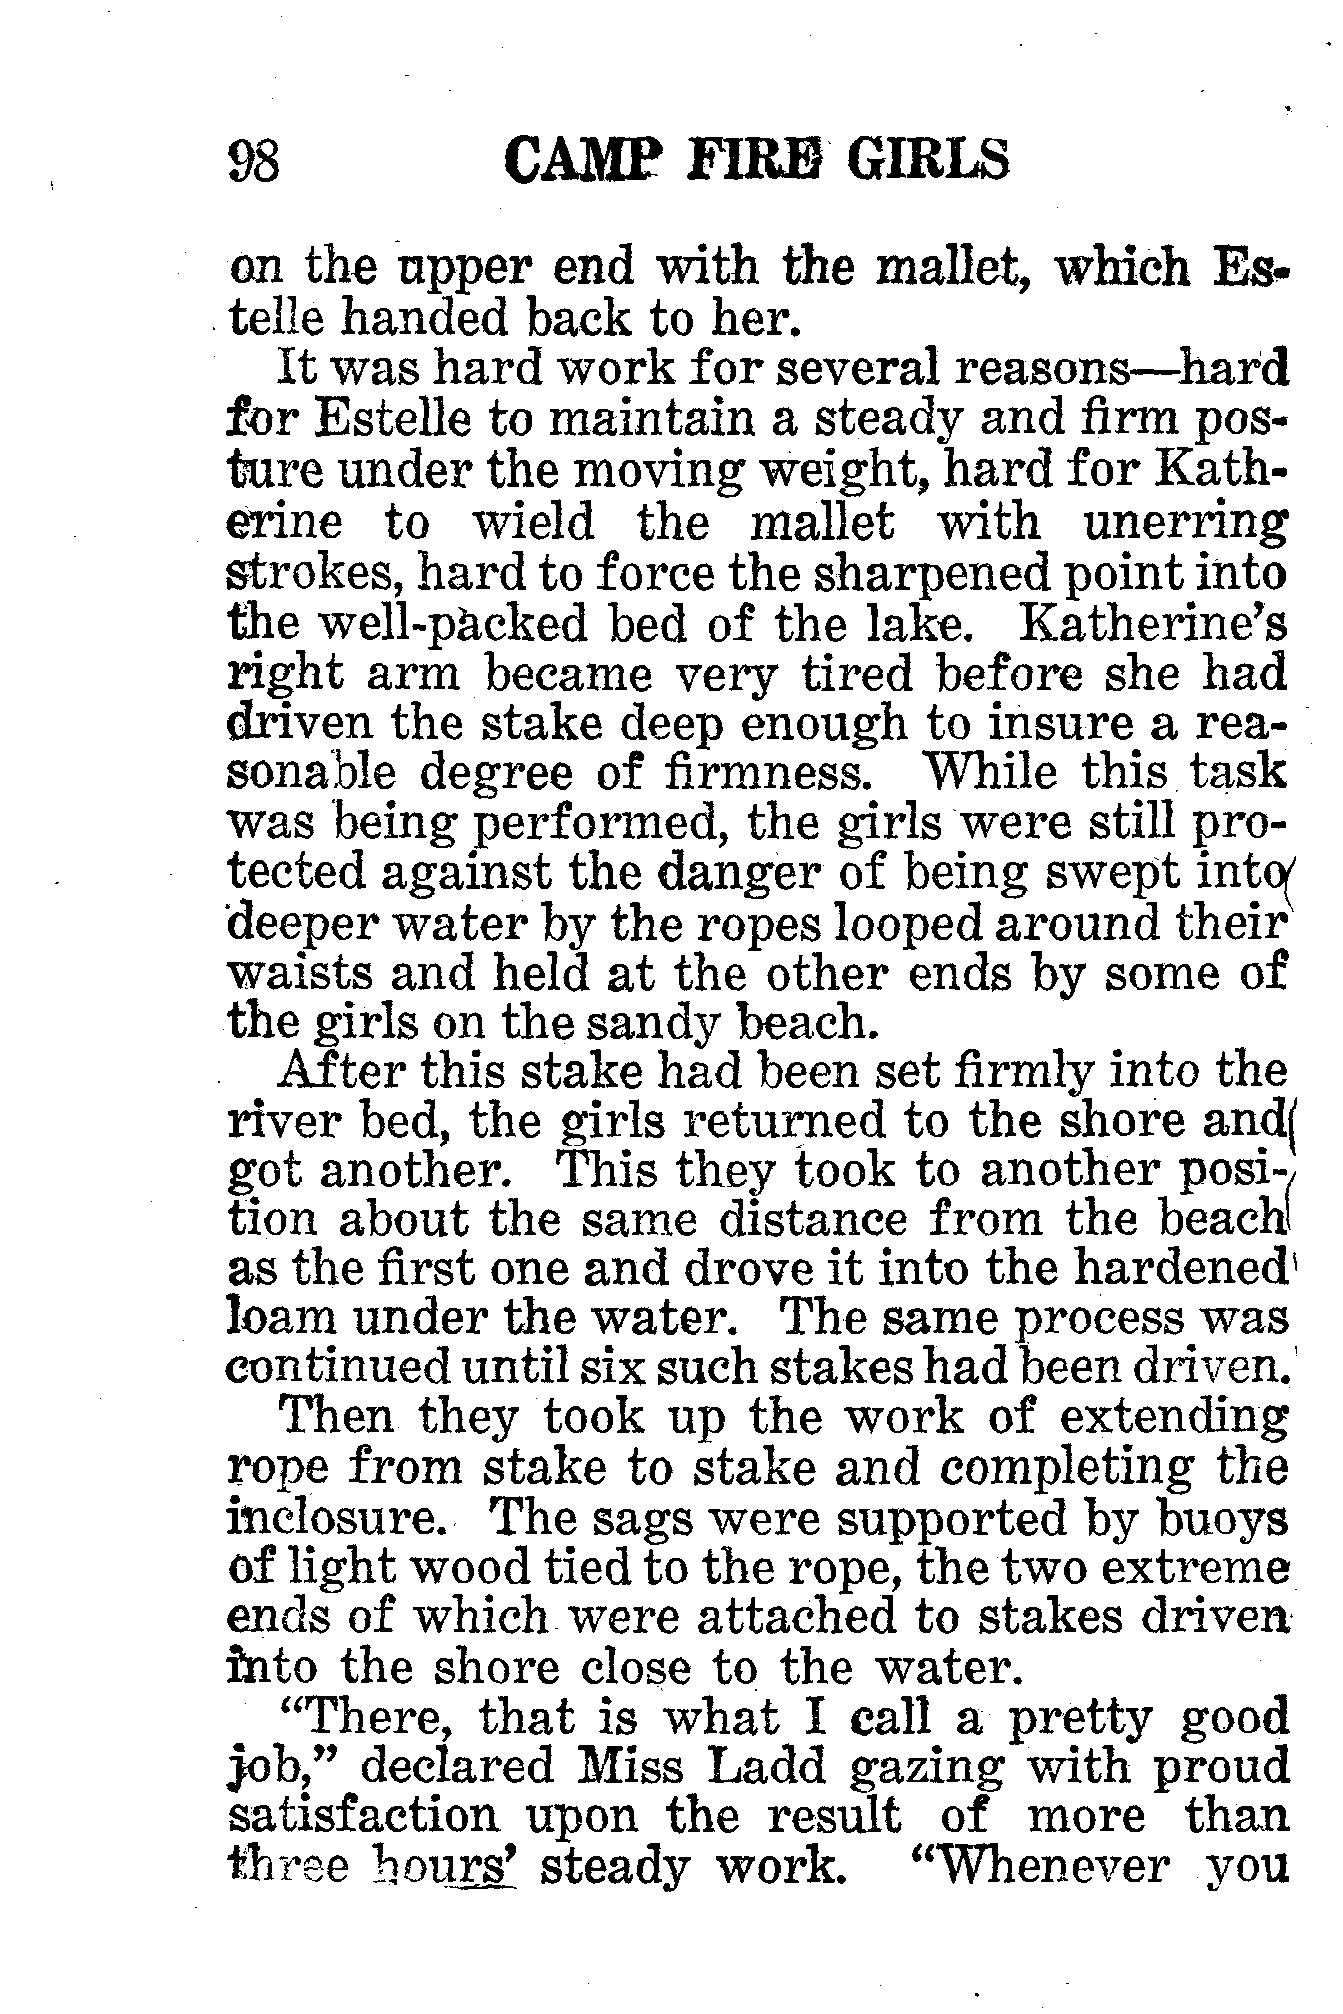 98 CAMP FIRE GIRLS
on the upper end with the mallet, which Es-
telle handed back to her.
It was hard work for several reasons—hard
for Estelle to maintain a steady and firm pos-
ture under the moving weight, hard for Kath-
erine to wield the mallet with unerring
strokes, hard to force the sharpened point into
the well-packed bed of the lake. Katherine's
right arm became very tired before she had
driven the stake deep enough to insure a rea-
sonable degree of firmness. While this task
was being performed, the girls were still pro-
tected against the danger of being swept into
deeper water by the ropes looped around their
waists and held at the other ends by some of
the girls on the sandy beach.
After this stake had been set firmly into the
river bed, the girls returned to the shore and
got another. This they took to another posi-
tion about the same distance from the beach
as the first one and drove it into the hardened
loam under the water. The same process was
continued until six such stakes had been driven.
Then they took up the work of extending
rope from stake to stake and completing the
inclosure. The sags were supported by buoys
of light wood tied to the rope, the two extreme
ends of which were attached to stakes driven
into the shore close to the water.
“There, that is what I call a pretty good
job,” declared Miss Ladd gazing with proud
satisfaction upon the result of more than
three hours' steady work. “Whenever you